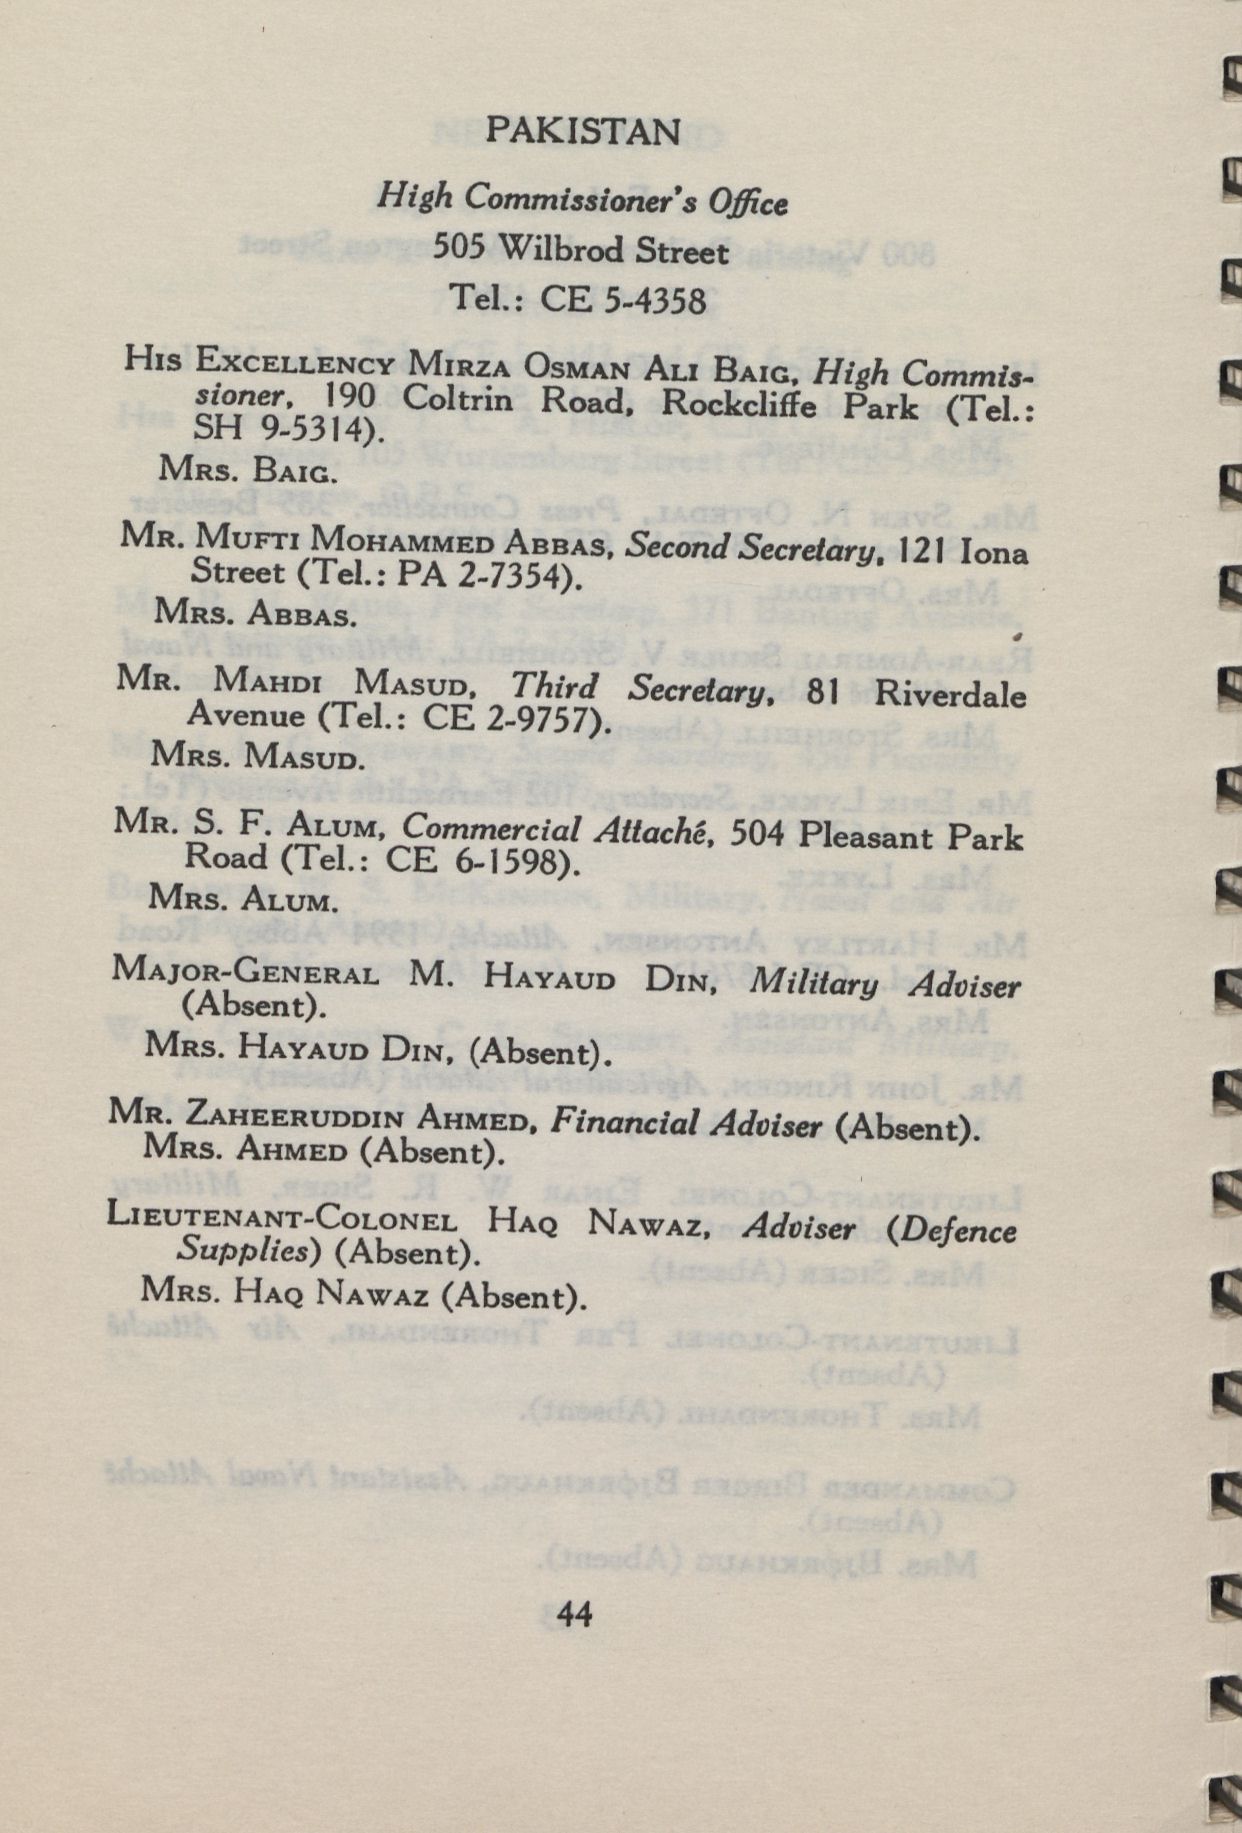 PAKISTAN
High Commissioner's Office
505 Wilbrod Street
Tel.: CE 5-4358
His Excellency Mirza Osman Ali Baig, High Commis-
sioner, 190 Coltrin Road, Rockcliffe Park (Tel.:
SH 9-5314).
Mrs. Baig.
Mr. Mufti Mohammed Abbas, Second Secretary, 121 Iona
Street (Tel.: PA 2-7354).
Mrs. Abbas.
Mr. Mahdi Masud, Third Secretary, 81 Riverdale
Avenue (Tel.: CE 2-9757).
Mrs. Masud.
Mr. S. F. Alum, Commercial Attaché, 504 Pleasant Park
Road (Tel.: CE 6-1598).
Mrs. Alum.
Major-General M. Hayaud Din, Military Adviser
(Absent).
Mrs. Hayaud Din, (Absent).
Mr. Zaheeruddin Ahmed, Financial Adviser (Absent).
Mrs. Ahmed (Absent).
Lieutenant-Colonel Haq Nawaz, Adviser (Defence
Supplies) (Absent).
Mrs. Haq Nawaz (Absent).
44